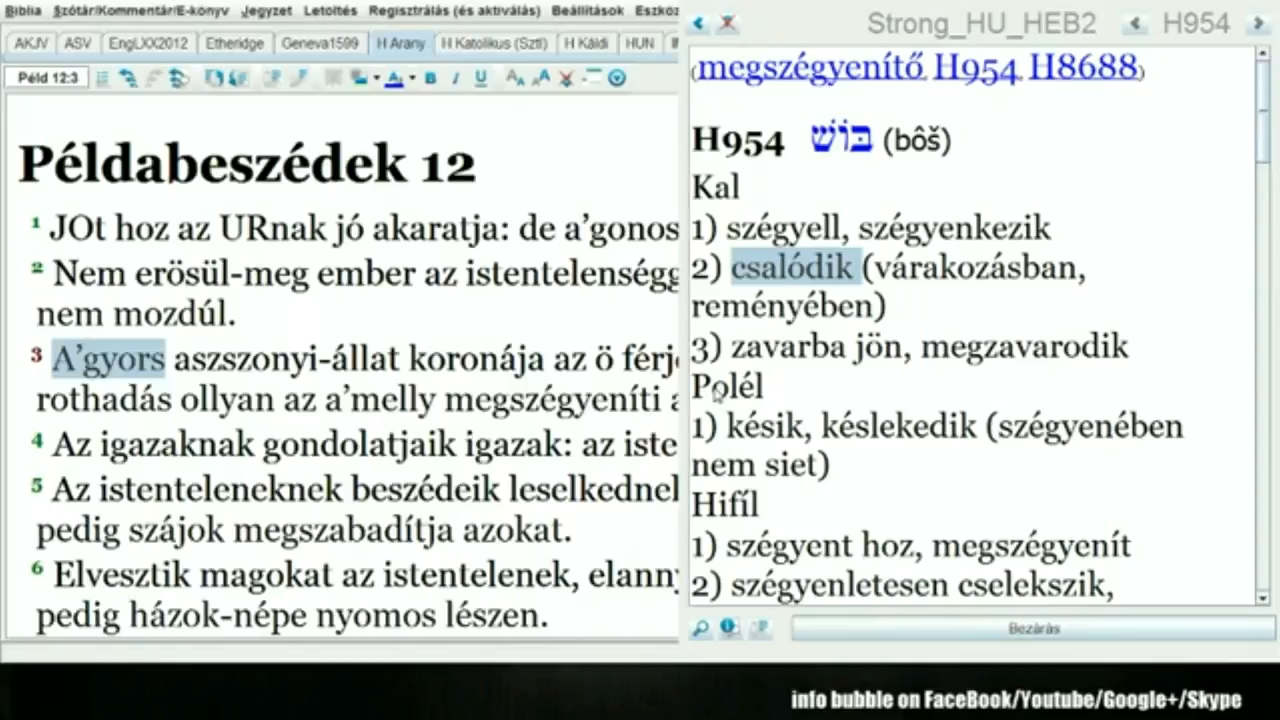 Biblia Szótár/Kommentár/E-könyv Jegyzet Letöltés Regisztrálás (és aktiválás) Beállítások Eszkoz
AKJV ASV EnglXX2012 Etheridge Geneva1599 H Arany H Katolikus (SztI) H Káldi HUN
Péld 12:3
Példabeszédek 12
1 JOt hoz az URnak jó akaratja: de a'gonos
2 Nem erösül-meg ember az istentelenségg
nem mozdúl.
3 A'gyors aszszonyi-állat koronája az ö férje
rothadás ollyan az a'melly megszégyeníti a
4 Az igazaknak gondolatjaik igazak: az iste
5 Az istenteleneknek beszédeik leselkednek
pedig szájok megszabadítja azokat.
6 Elvesztik magokat az istentelenek, elanny
pedig házok-népe nyomos lészen.
Strong_HU_HEB2 H954
(megszégyenítő H954 H8688)
H954 בּוֹשׁ (bôš)
Kal
1) szégyell, szégyenkezik
2) csalódik (várakozásban,
reményében)
3) zavarba jön, megzavarodik
Polél
1) késik, késlekedik (szégyenében
nem siet)
Hifíl
1) szégyent hoz, megszégyenít
2) szégyenletesen cselekszik,
Bezárás
info bubble on FaceBook/Youtube/Google+/Skype